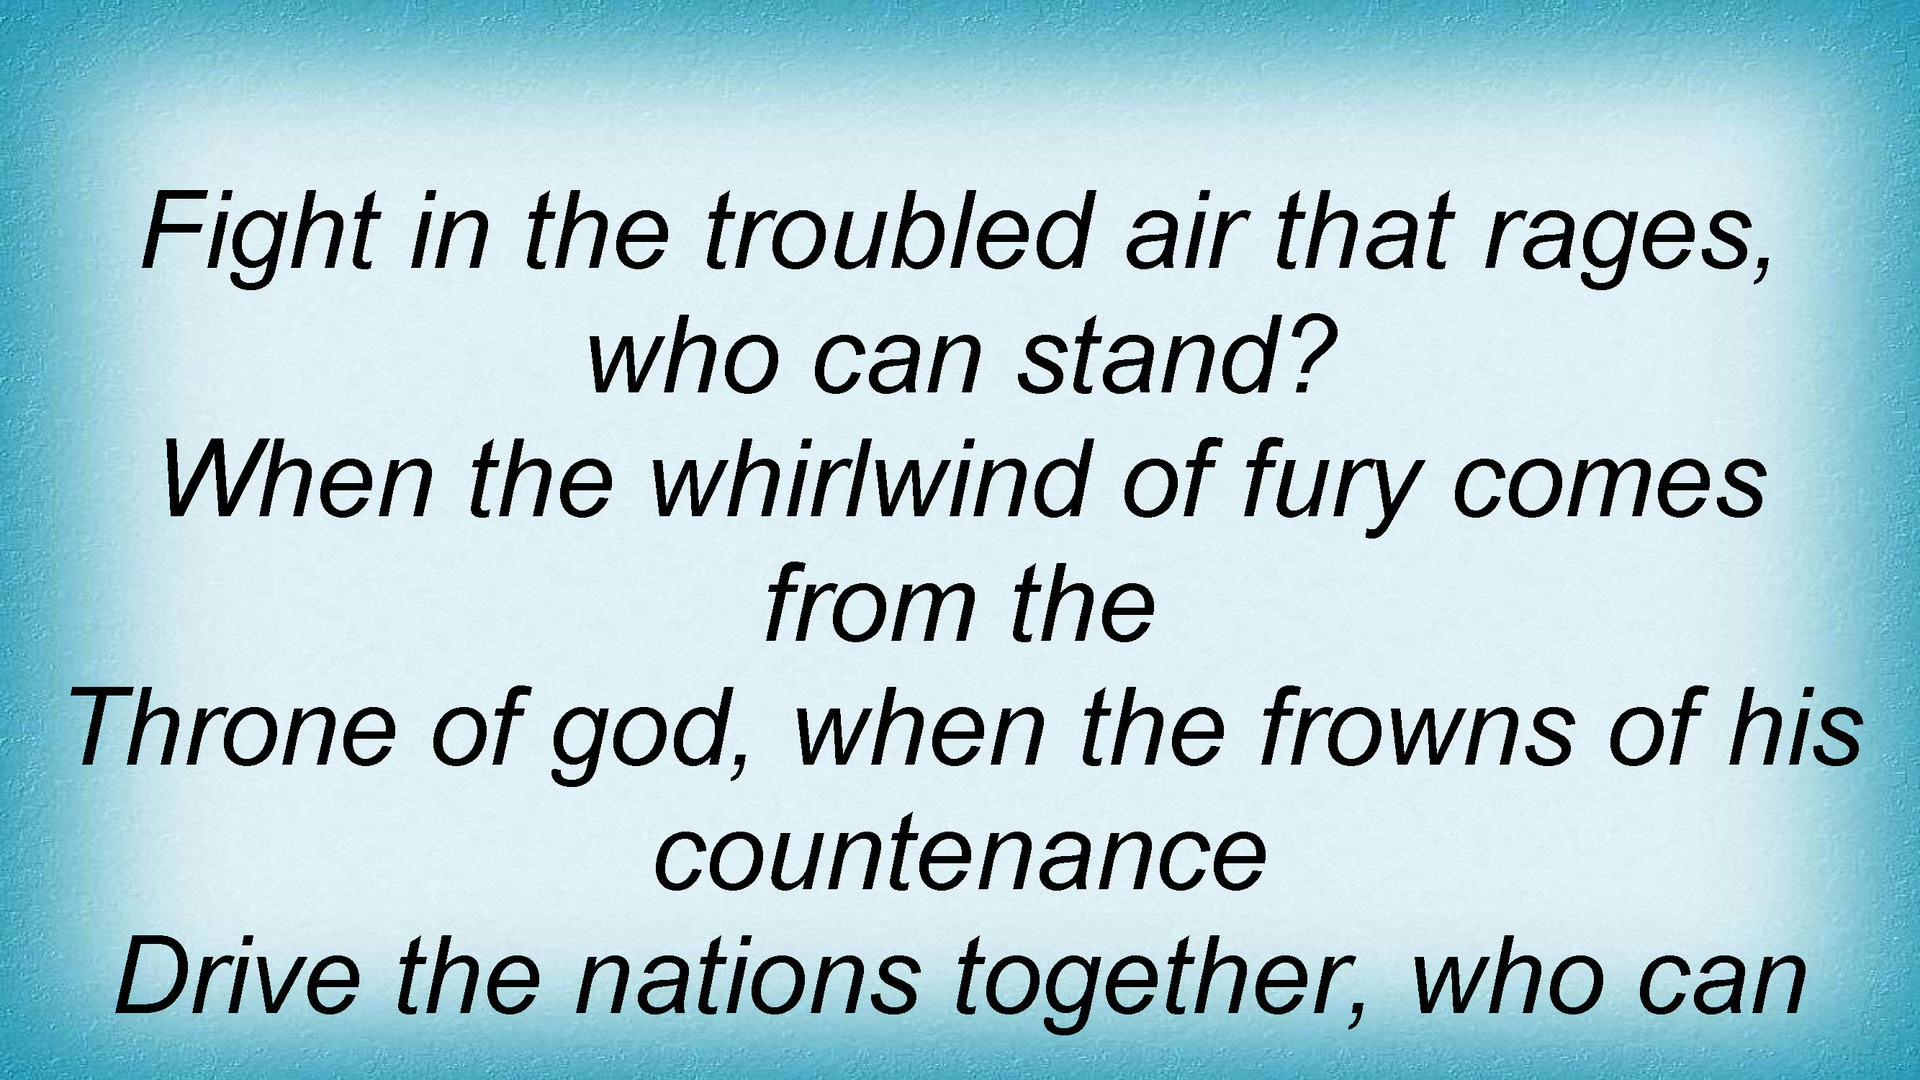 Fight in the troubled air that rages,
who can stand?
When the whirlwind of fury comes
from the
Throne of god, when the frowns of his
countenance
Drive the nations together, who can